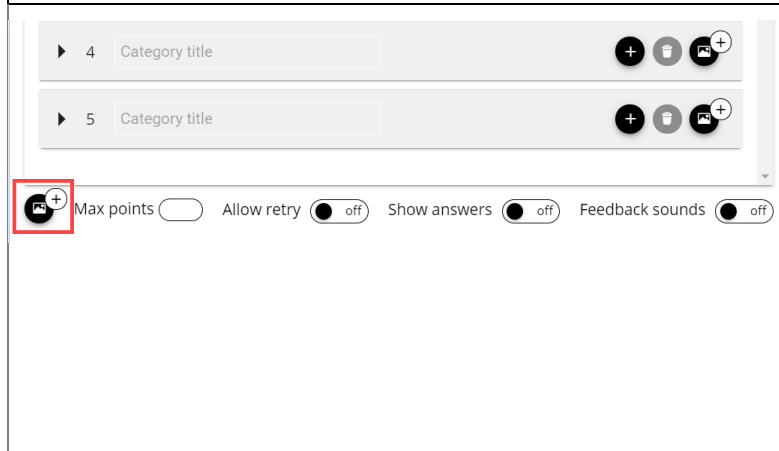 4 Category title
5 Category title
Max points Allow retry off Show answers off Feedback sounds off